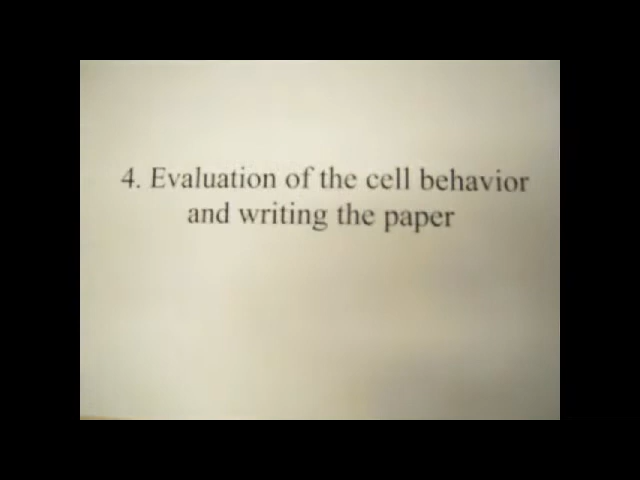 4. Evaluation of the cell behavior
and writing the paper